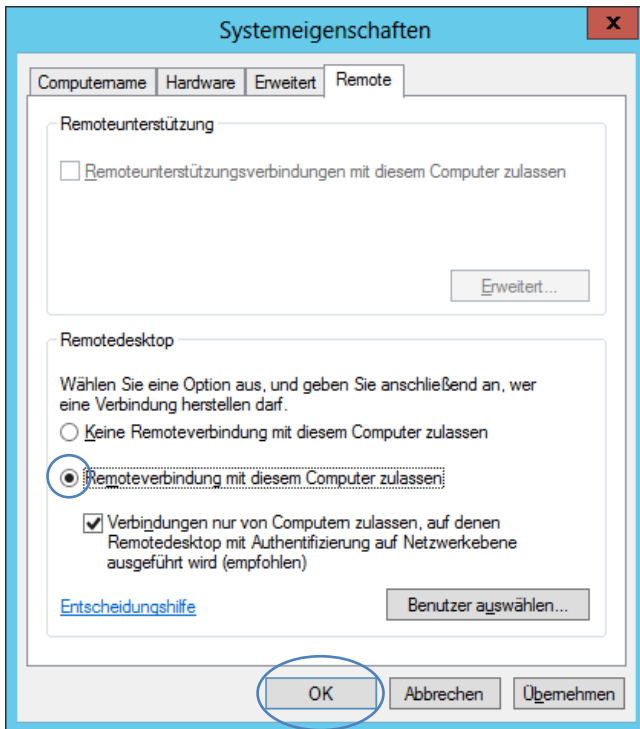 Systemeigenschaften
x
Computername Hardware Erweitert Remote
Remoteunterstützung
Remoteunterstützungsverbindungen mit diesem Computer zulassen
Erweitert...
Remotedesktop
Wählen Sie eine Option aus, und geben Sie anschließend an, wer
eine Verbindung herstellen darf.
Keine Remoteverbindung mit diesem Computer zulassen
Remoteverbindung mit diesem Computer zulassen
Verbindungen nur von Computern zulassen, auf denen
Remotedesktop mit Authentifizierung auf Netzwerkebene
ausgeführt wird (empfohlen)
Entscheidungshilfe
Benutzer auswählen...
OK Abbrechen Übernehmen